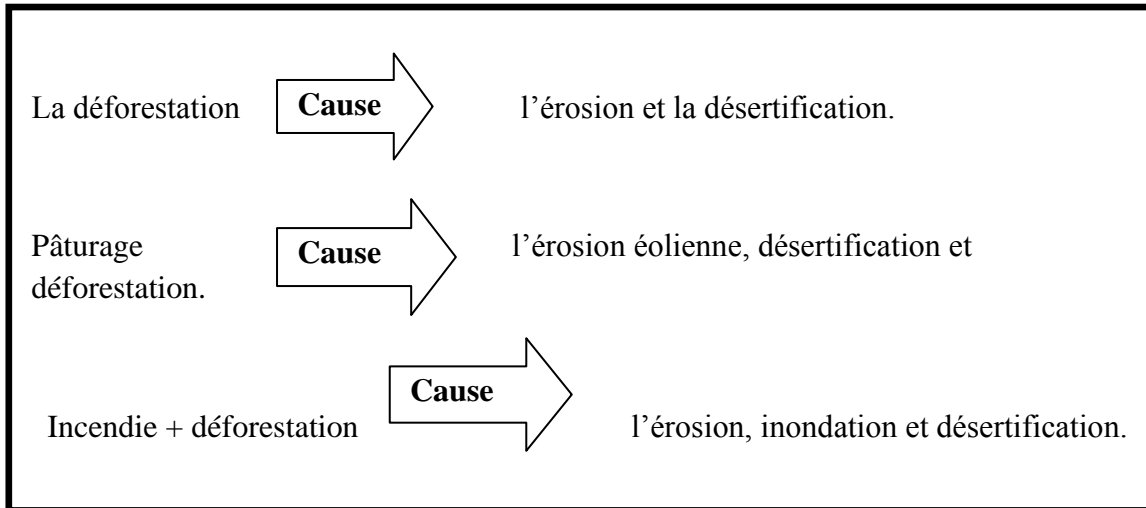 La déforestation Cause l’érosion et la désertification.
Pâturage Cause l’érosion éolienne, désertification et
déforestation.
Cause
Incendie + déforestation l’érosion, inondation et désertification.